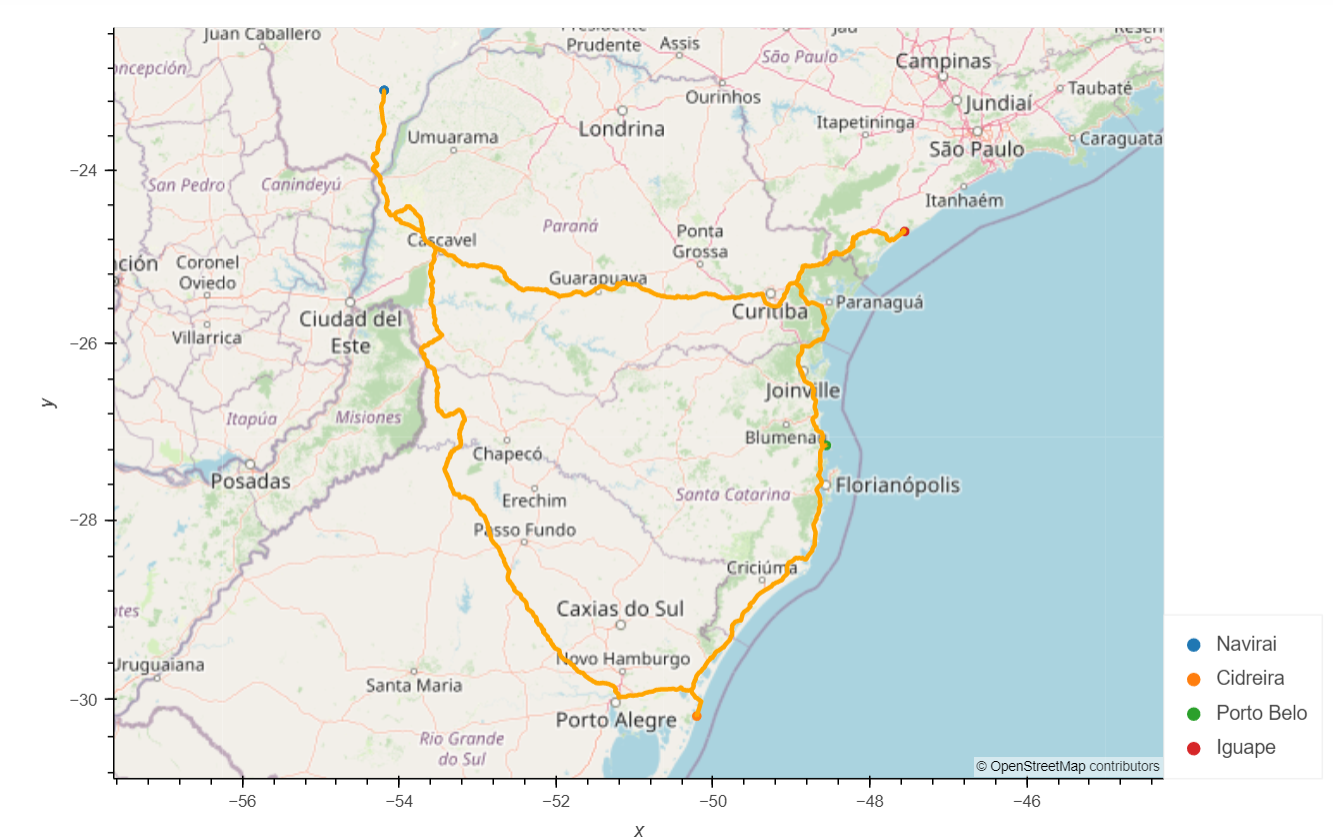 Juan Caballero
Prudente
Assis
São Paulo
Campinas
Taubaté
Ourinhos
Jundiaí
Londrina
Itapetininga
Umuarama
Caraguata
São Paulo
−24
San Pedro
Canindeyú
Itanhaém
Paraná
Ponta
Grossa
Cascavel
Coronel
Oviedo
Guarapuava
Paranaguá
Curitiba
Ciudad del
Este
Villarrica
−26
y
Joinville
Itapúa
Misiones
Blumenau
Chapecó
Posadas
Florianópolis
Santa Catarina
Erechim
−28
Passo Fundo
Criciúma
Caxias do Sul
Uruguaiana
Novo Hamburgo
Santa Maria
−30
Porto Alegre
Rio Grande
do Sul
© OpenStreetMap contributors
−56
−54
−52
−50
−48
−46
x
Navirai
Cidreira
Porto Belo
Iguape